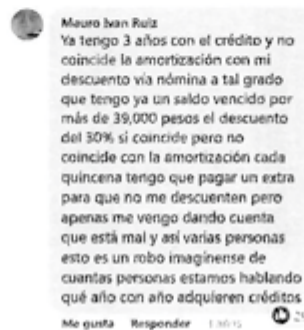 Mauro Ivan Ruiz
Ya tengo 3 años con el crédito y no
coincide la amortización con mi
descuento vía nómina a tal grado
que tengo ya un saldo vencido por
más de 39,000 pesos el descuento
del 30% si coincide pero no
coincide con la amortización cada
quincena tengo que pagar un extra
para que no me descuenten pero
apenas me vengo dando cuenta
que está mal y así varias personas
esto es un robo imagínense de
cuantas personas estamos hablando
qué año con año adquieren créditos
Me gusta Responder